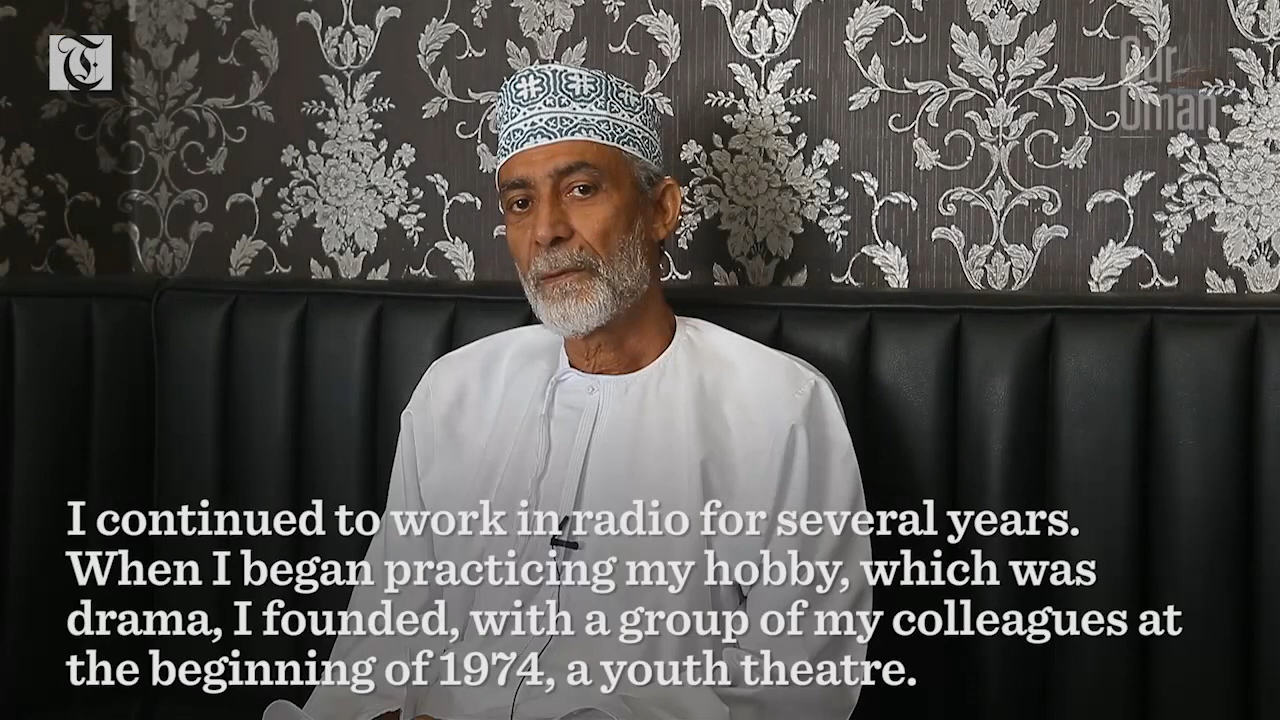 T
Our
Oman
I continued to work in radio for several years.
When I began practicing my hobby, which was
drama, I founded, with a group of my colleagues at
the beginning of 1974, a youth theatre.